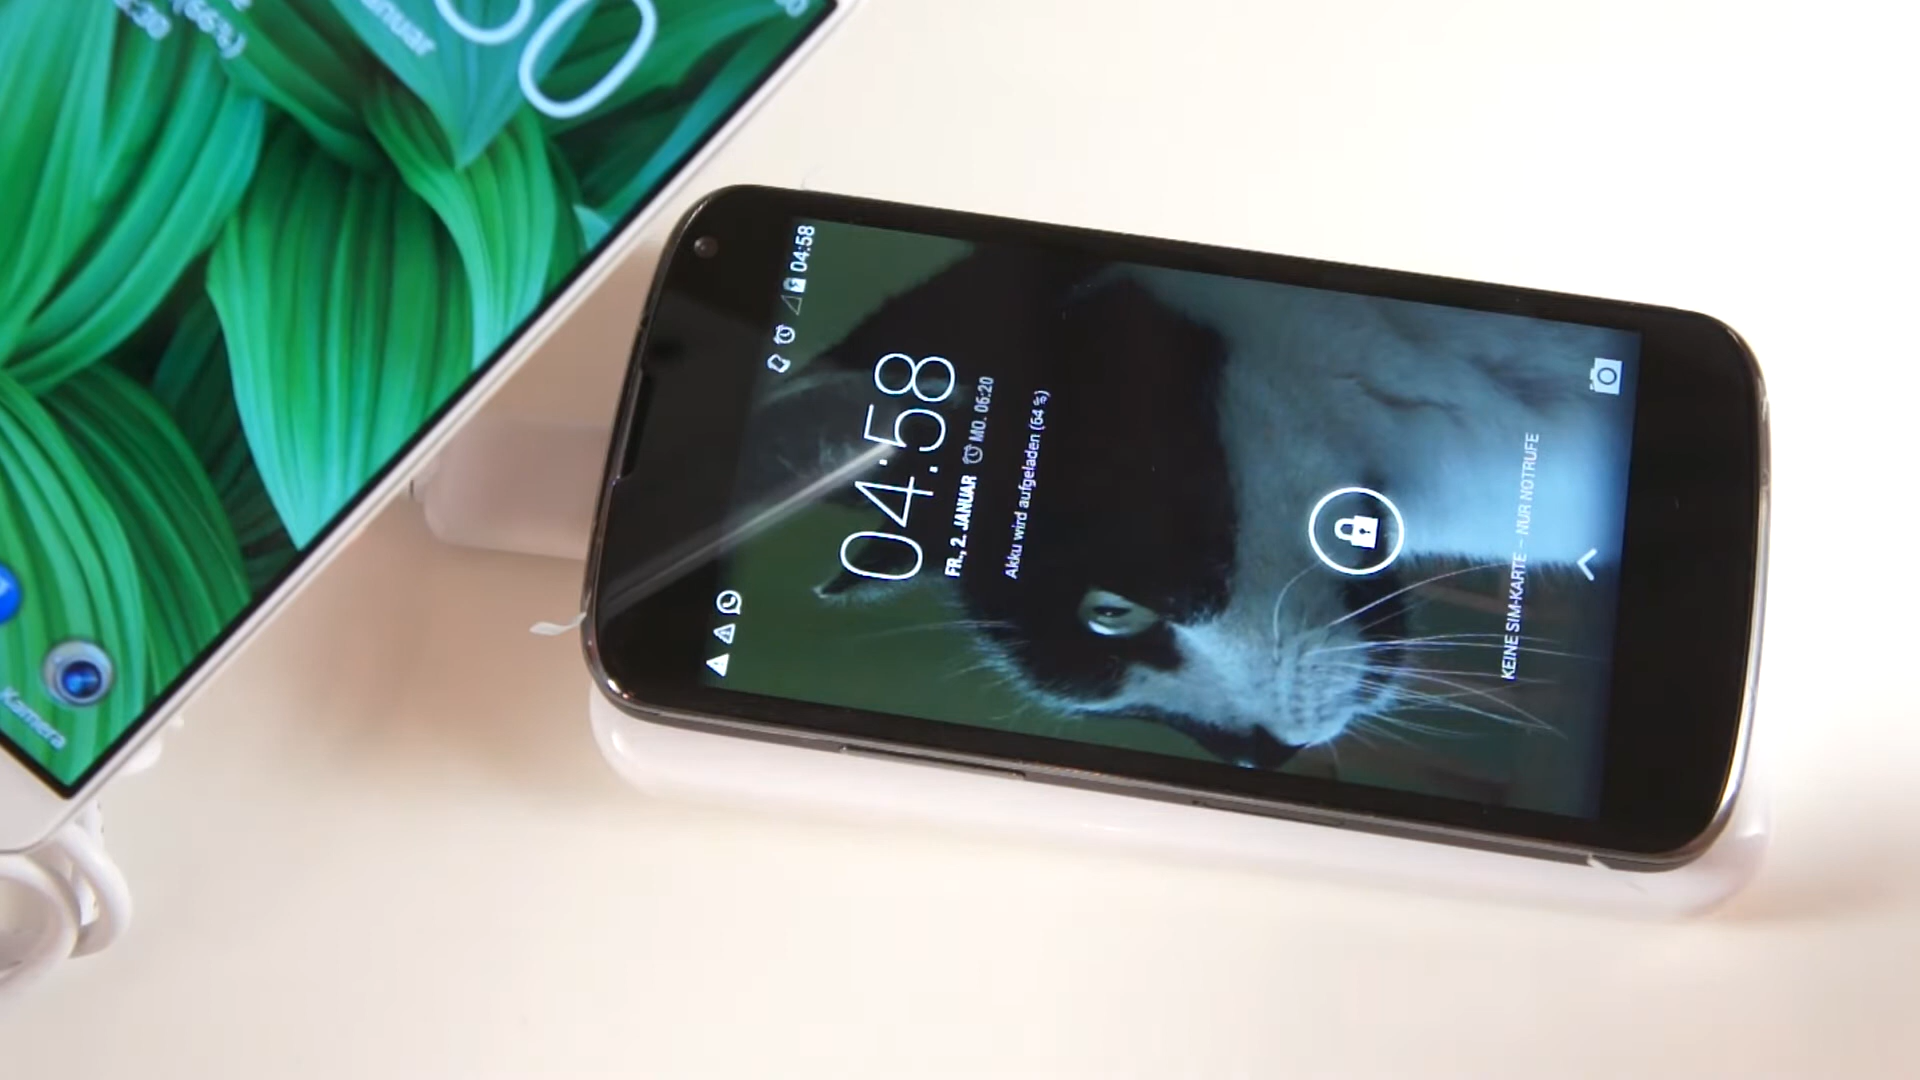 04:58
04:58
FR., 2. JANUAR MO. 06:20
Akku wird aufgeladen (64 %)
KEINE SIM-KARTE – NUR NOTRUFE
(66%)
Kamera